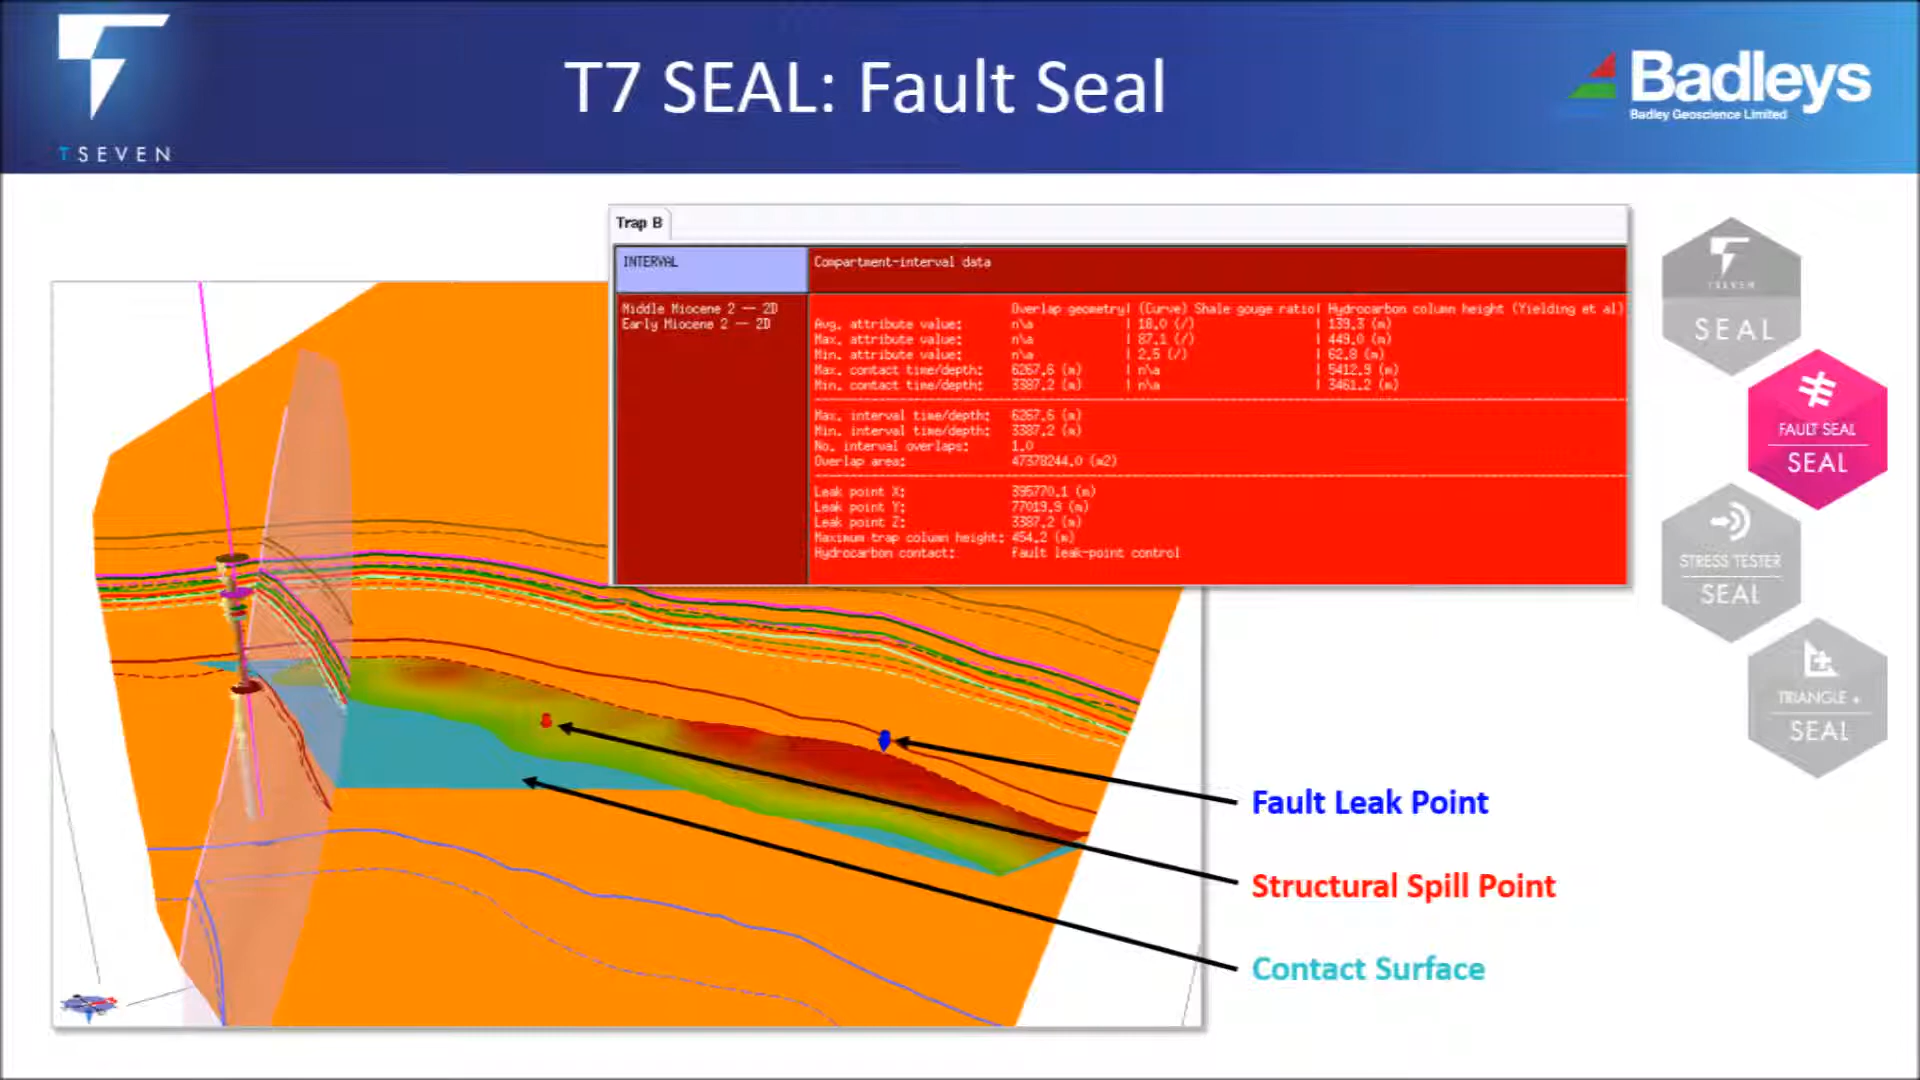 T7 SEAL: Fault Seal
TSEVEN
Badleys
Badley Geoscience Limited
Trap B
INTERVAL
Compartment-interval data
Middle Miocene 2 -- 2D
Early Miocene 2 -- 2D
Overlap geometry| (Curve) Shale gouge ratio| Hydrocarbon column height (Yielding et al)
Avg. attribute value: n\a | 18.0 (/) | 139.3 (m)
Max. attribute value: n\a | 87.1 (/) | 449.0 (m)
Min. attribute value: n\a | 2.5 (/) | 62.8 (m)
Max. contact time/depth: 6267.6 (m) | n\a | 5412.9 (m)
Min. contact time/depth: 3387.2 (m) | n\a | 3461.2 (m)
Max. interval time/depth: 6267.6 (m)
Min. interval time/depth: 3387.2 (m)
No. interval overlaps: 1.0
Overlap area: 47378244.0 (m2)
Leak point X: 395770.1 (m)
Leak point Y: 77019.9 (m)
Leak point Z: 3387.2 (m)
Maximum trap column height: 454.2 (m)
Hydrocarbon contact: fault leak-point control
TSEVEN
SEAL
FAULT SEAL
SEAL
STRESS TESTER
SEAL
TRIANGLE +
SEAL
Fault Leak Point
Structural Spill Point
Contact Surface